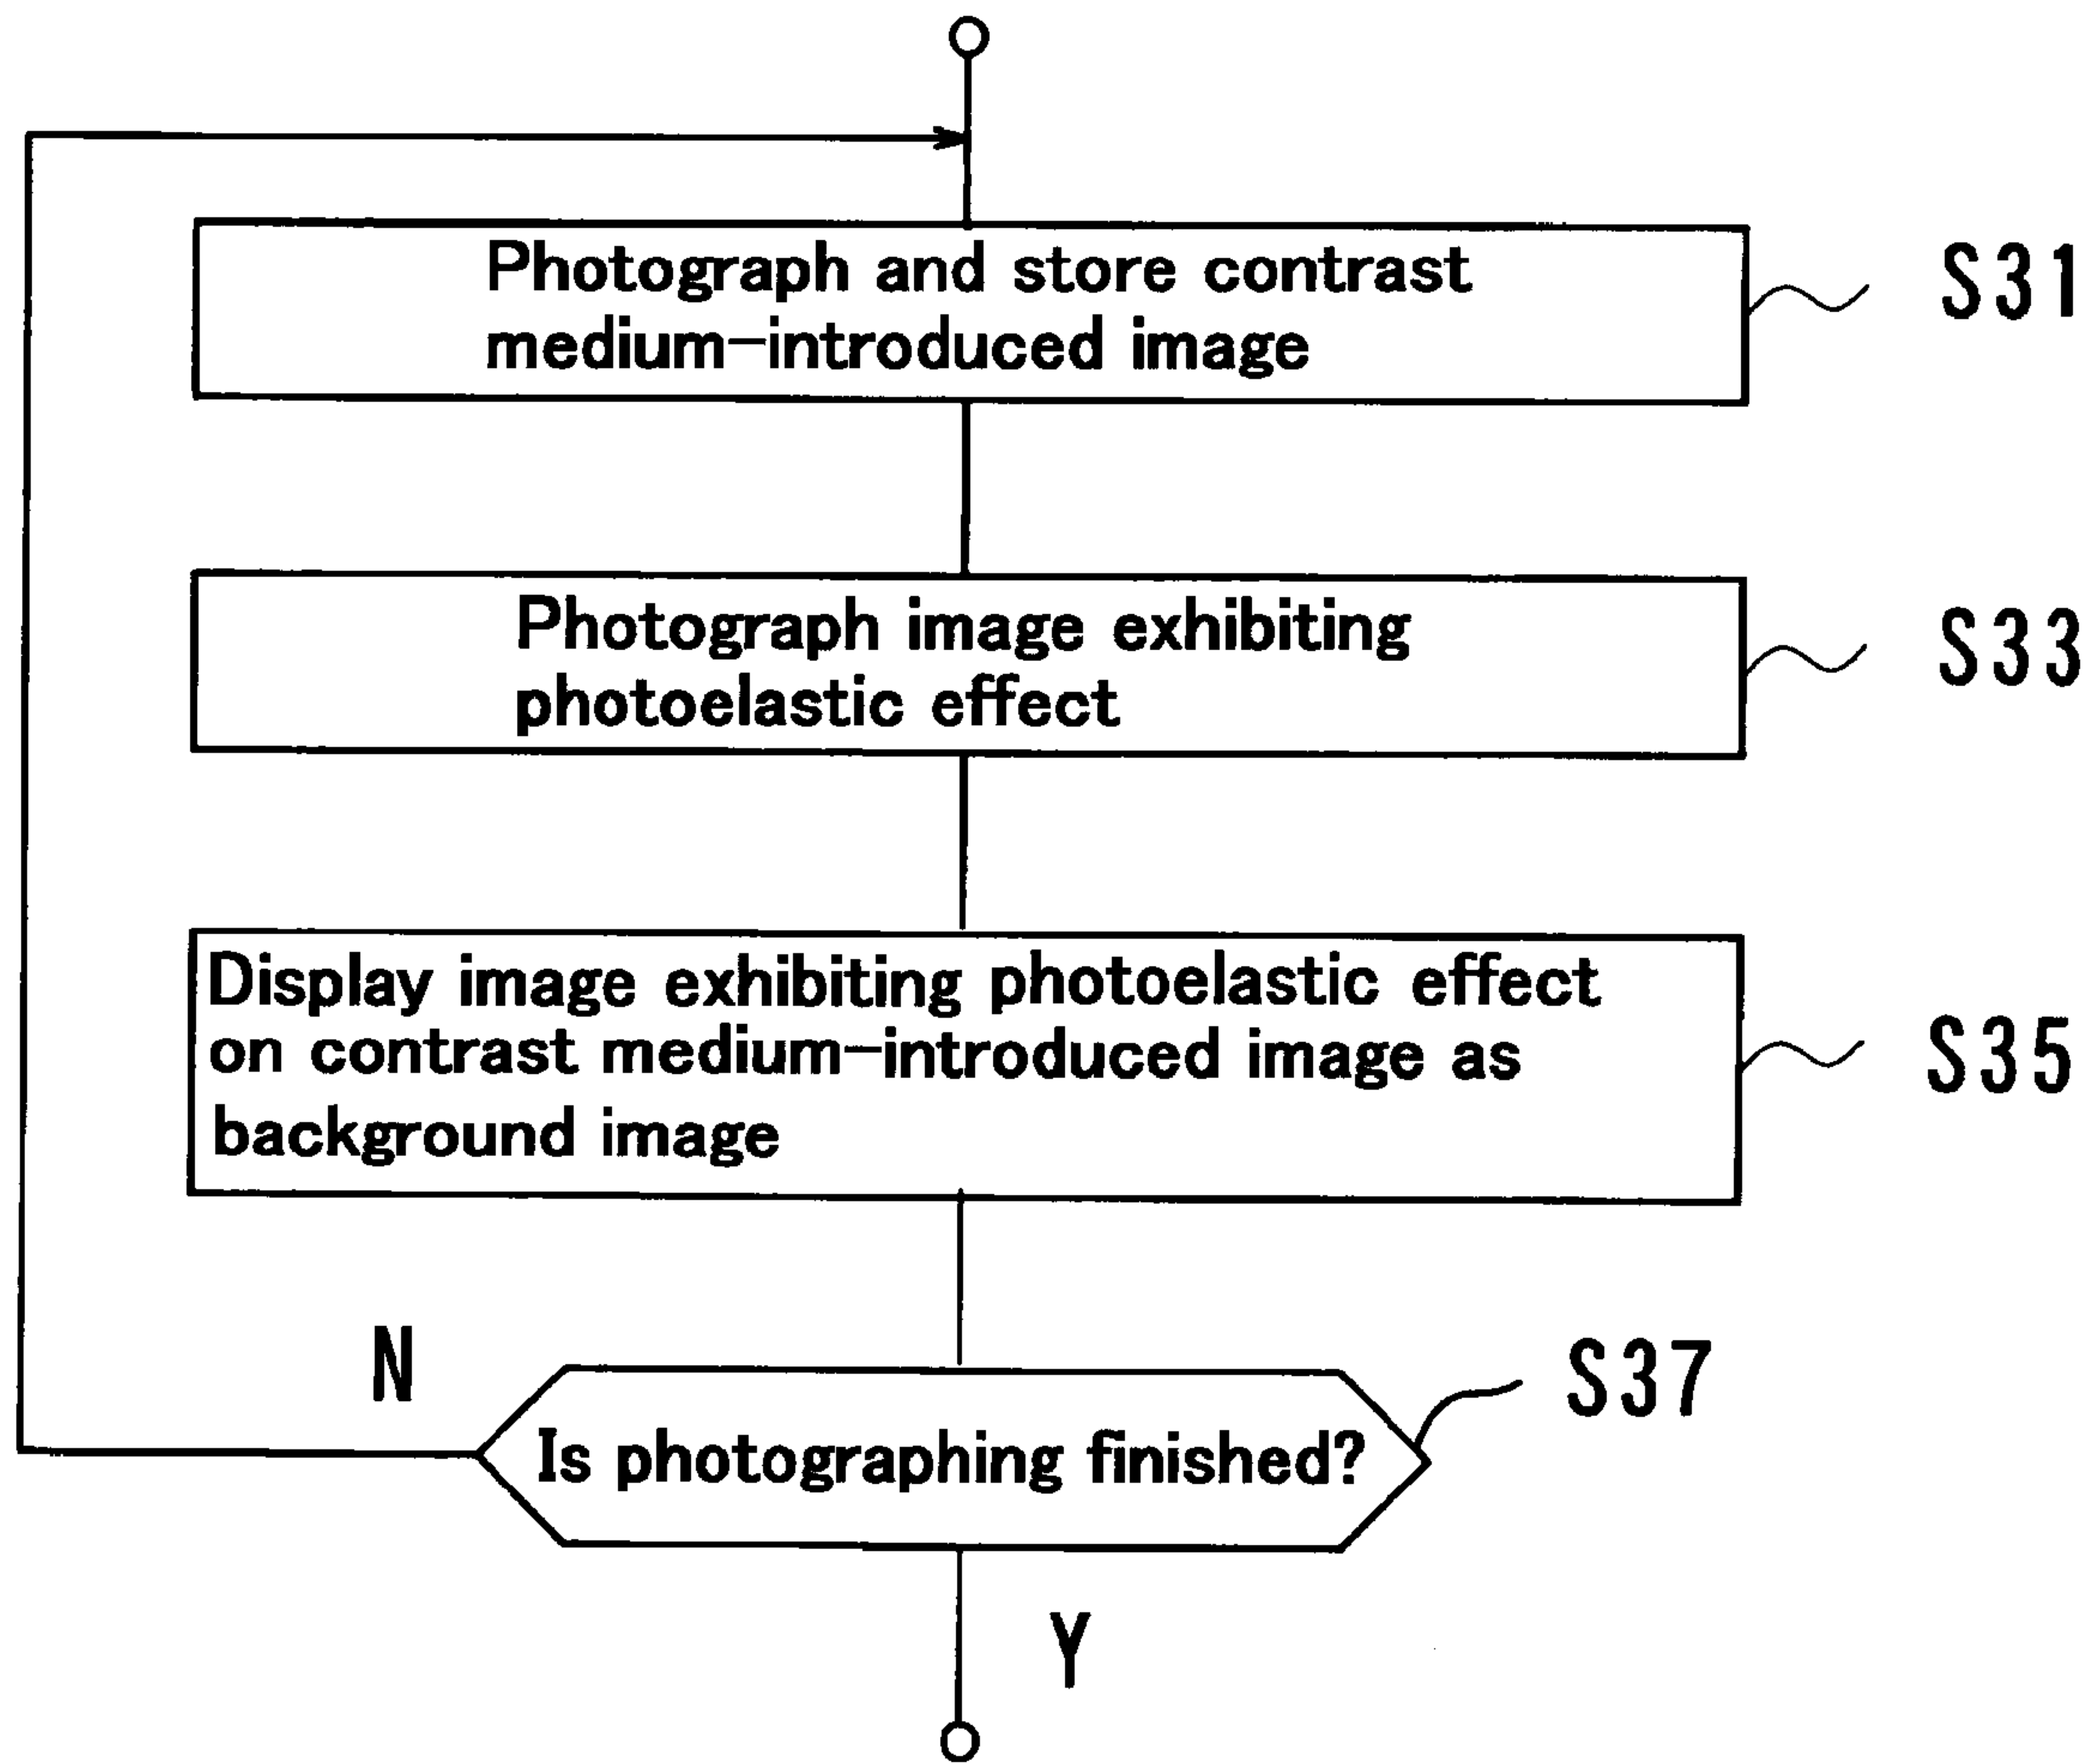 Photograph and store contrast
medium-introduced image
S31
Photograph image exhibiting
photoelastic effect
S33
Display image exhibiting photoelastic effect
on contrast medium-introduced image as
background image
S35
N
S37
Is photographing finished?
Y